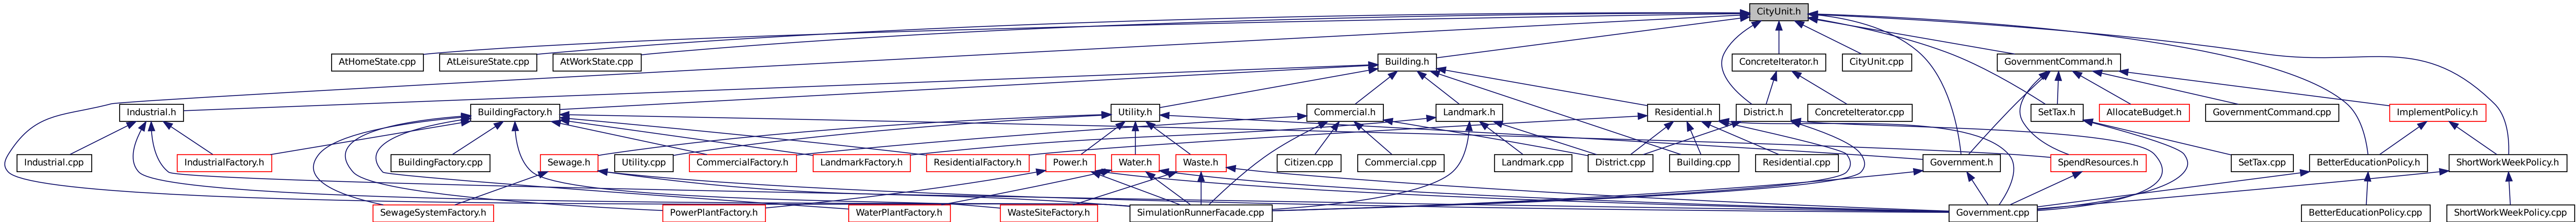 CityUnit.h
AtHomeState.cpp
AtLeisureState.cpp
AtWorkState.cpp
Building.h
ConcreteIterator.h
CityUnit.cpp
GovernmentCommand.h
Industrial.h
BuildingFactory.h
Utility.h
Commercial.h
Landmark.h
Residential.h
District.h
ConcreteIterator.cpp
SetTax.h
AllocateBudget.h
GovernmentCommand.cpp
ImplementPolicy.h
Industrial.cpp
IndustrialFactory.h
BuildingFactory.cpp
Sewage.h
Utility.cpp
CommercialFactory.h
LandmarkFactory.h
ResidentialFactory.h
Power.h
Water.h
Waste.h
Citizen.cpp
Commercial.cpp
Landmark.cpp
District.cpp
Building.cpp
Residential.cpp
Government.h
SpendResources.h
SetTax.cpp
BetterEducationPolicy.h
ShortWorkWeekPolicy.h
SewageSystemFactory.h
PowerPlantFactory.h
WaterPlantFactory.h
WasteSiteFactory.h
SimulationRunnerFacade.cpp
Government.cpp
BetterEducationPolicy.cpp
ShortWorkWeekPolicy.cpp